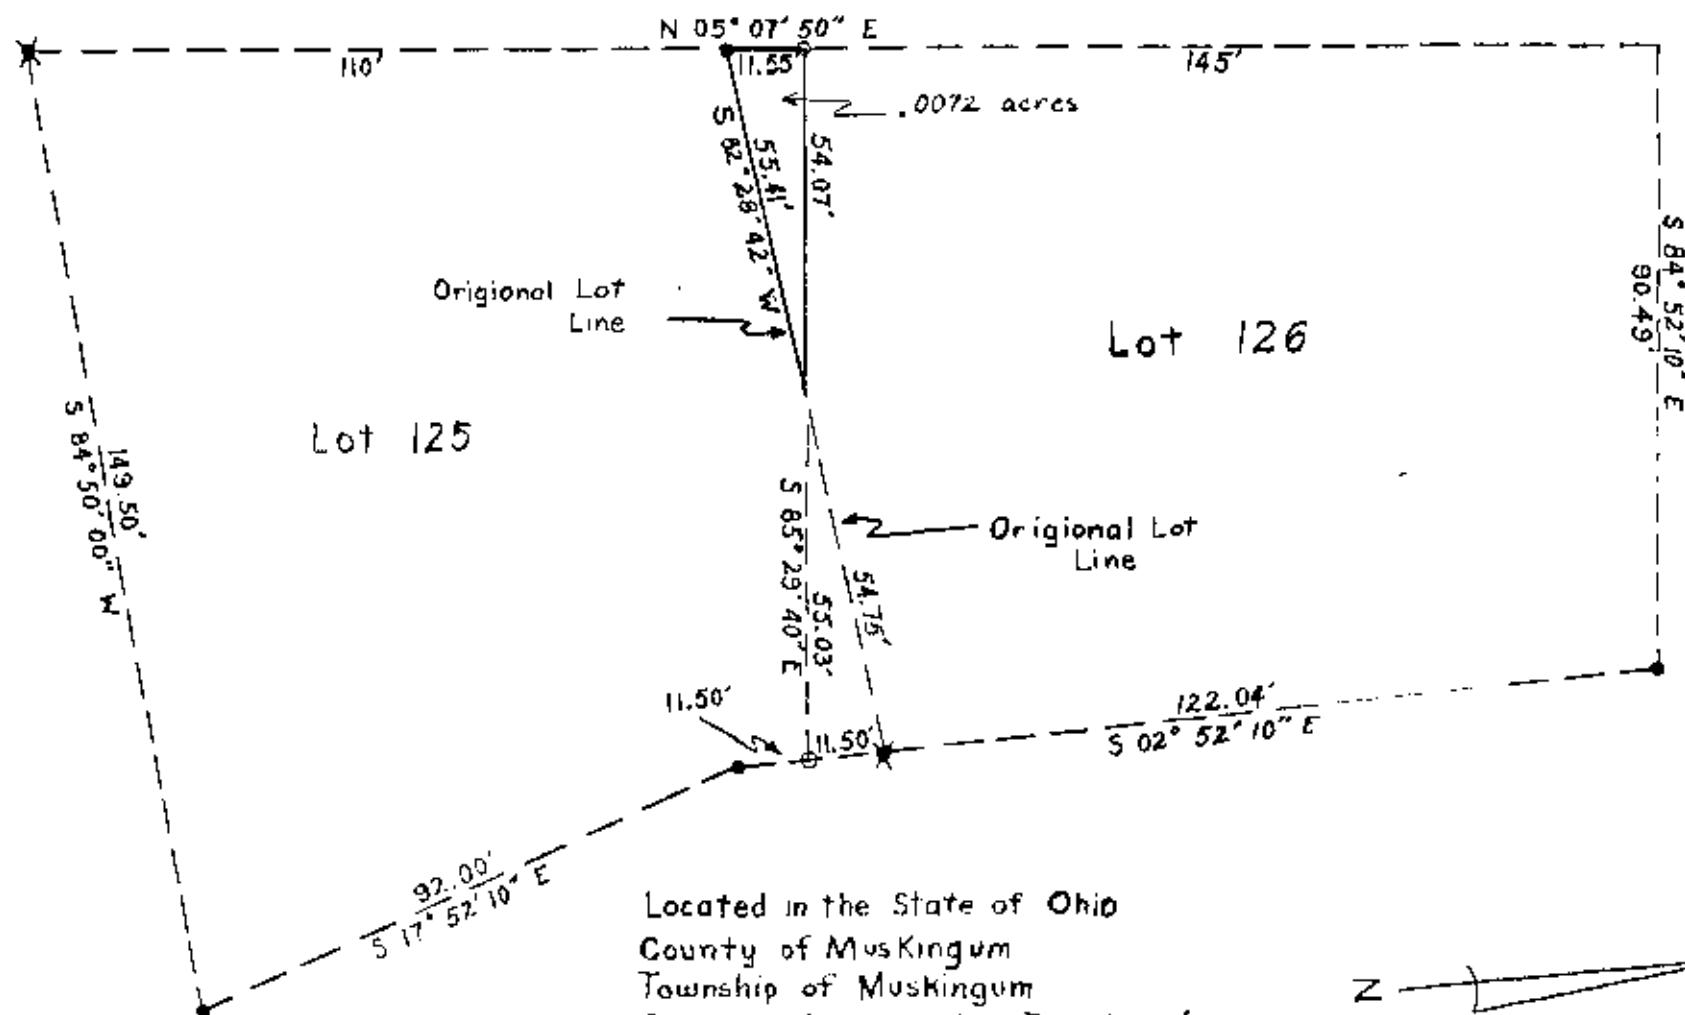 N 05° 07' 50" E
110'
11.55'
145'
.0072 acres
S 82° 28' 42" W
55.41'
54.07'
S 84° 52' 10" E
90.49'
Origional Lot
Line
Lot 126
Lot 125
149.50'
S 84° 50' 00" W
S 85° 29' 40" E
55.03'
54.75'
Origional Lot
Line
11.50'
11.50'
122.04'
S 02° 52' 10" E
92.00'
S 17° 52' 10" E
Located in the State of Ohio
County of Muskingum
Township of Muskingum
Z